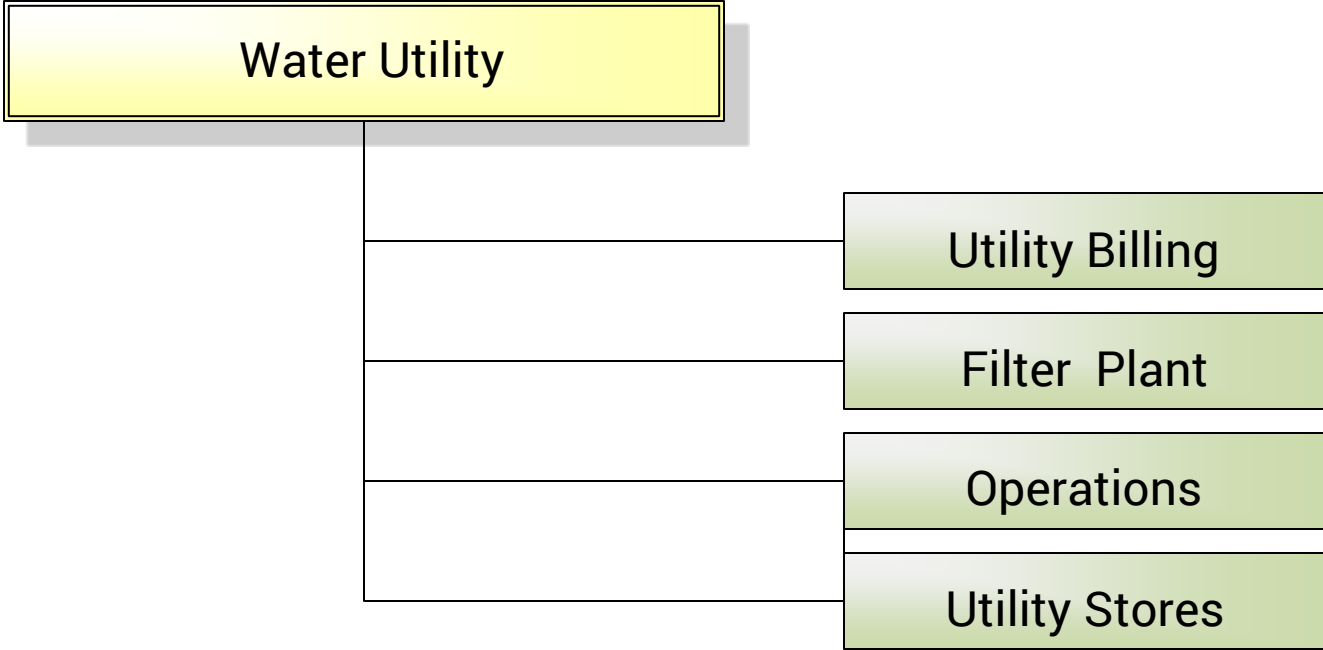 Water Utility
Utility Billing
Filter  Plant
Operations
Utility Stores